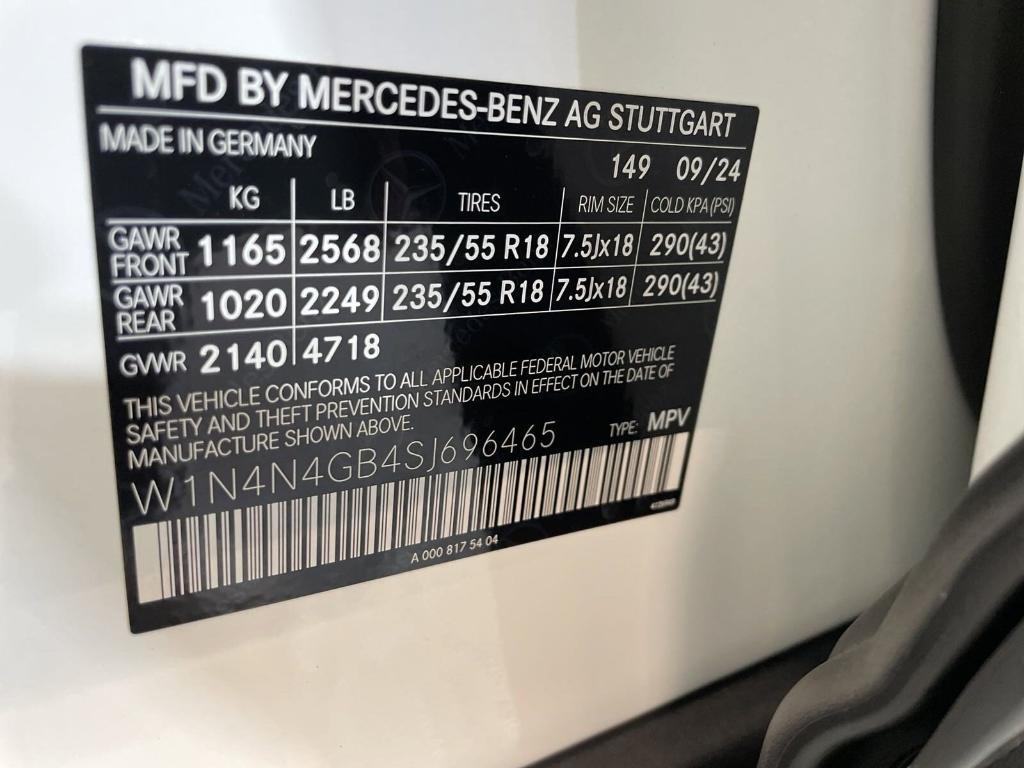 MFD BY MERCEDES-BENZ AG STUTTGART
MADE IN GERMANY
149 09/24
KG LB TIRES RIM SIZE COLD KPA (PSI)
GAWR FRONT 1165 2568 235/55 R18 7.5Jx18 290(43)
GAWR REAR 1020 2249 235/55 R18 7.5Jx18 290(43)
GVWR 2140 4718
THIS VEHICLE CONFORMS TO ALL APPLICABLE FEDERAL MOTOR VEHICLE
SAFETY AND THEFT PREVENTION STANDARDS IN EFFECT ON THE DATE OF
MANUFACTURE SHOWN ABOVE.
TYPE: MPV
W1N4N4GB4SJ696465
A 000 817 54 04